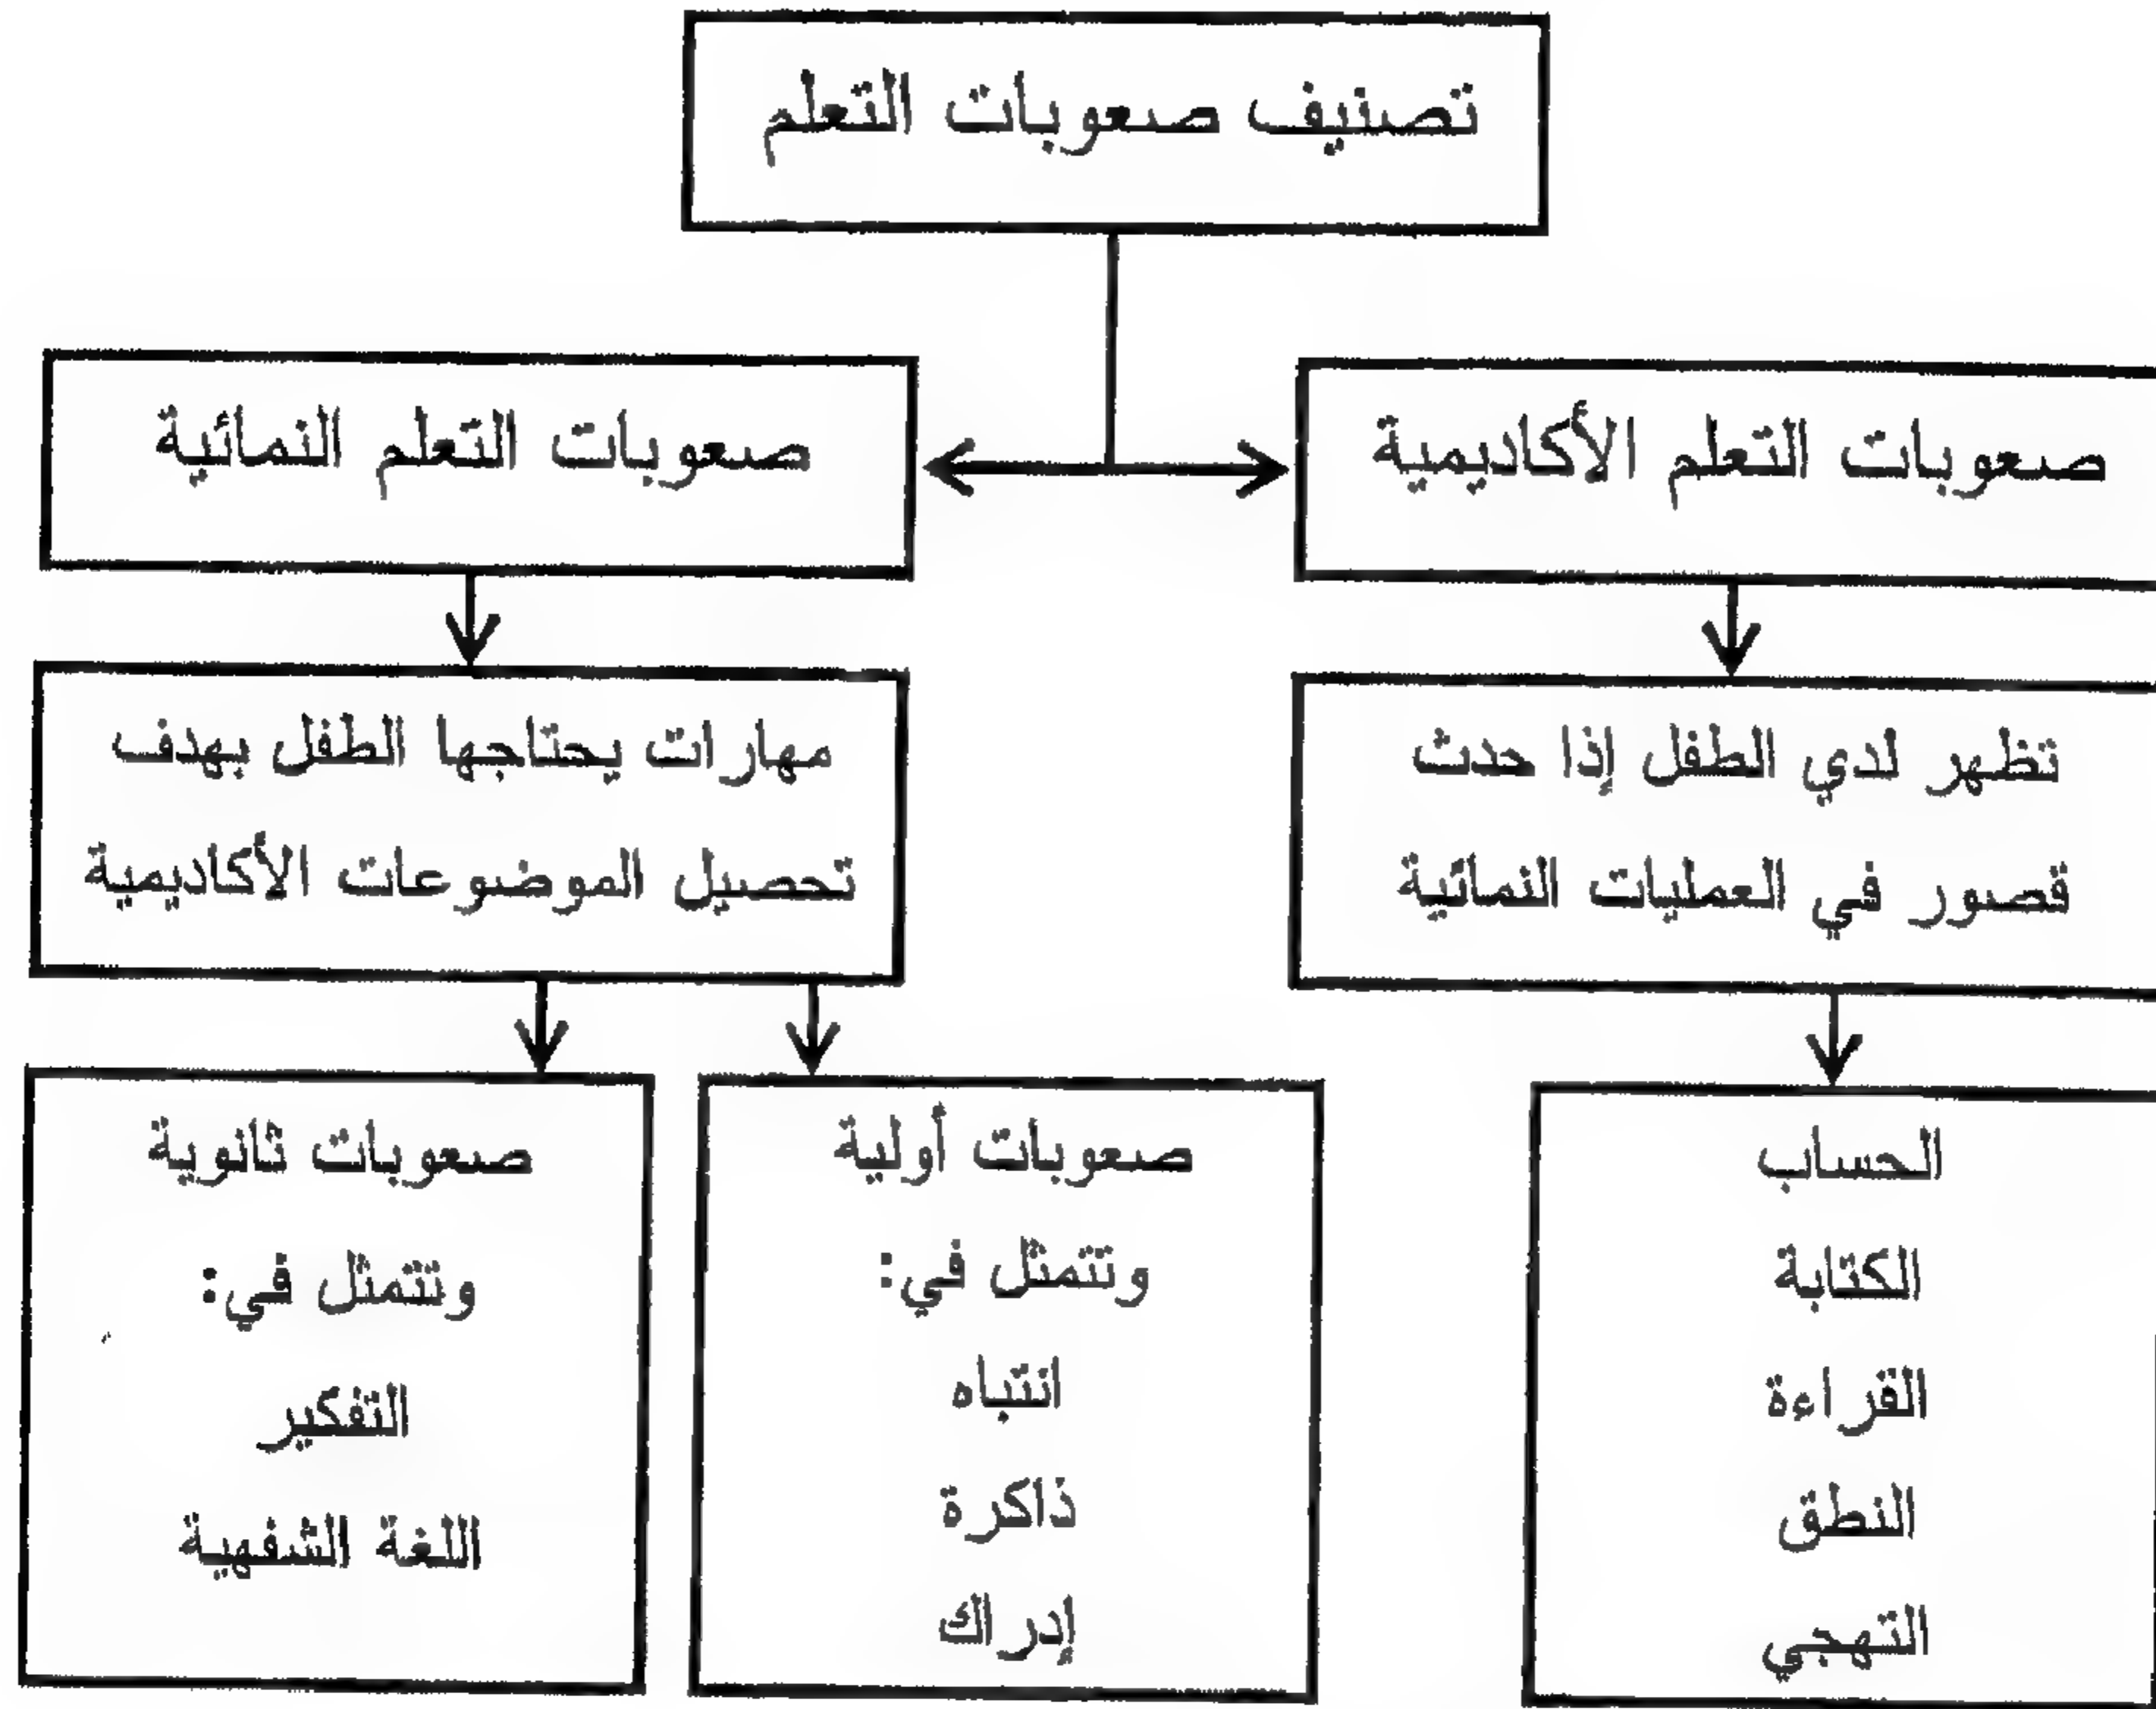 تصنيف صعوبات التعلم
صعوبات التعلم الأكاديمية
صعوبات التعلم النمائية
تظهر لدي الطفل إذا حدث
قصور في العمليات النمائية
مهارات يحتاجها الطفل بهدف
تحصيل الموضوعات الأكاديمية
الحساب
الكتابة
القراءة
النطق
التهجي
صعوبات أولية
وتتمثل في:
انتباه
ذاكرة
إدراك
صعوبات ثانوية
وتتمثل في:
التفكير
اللغة الشفهية